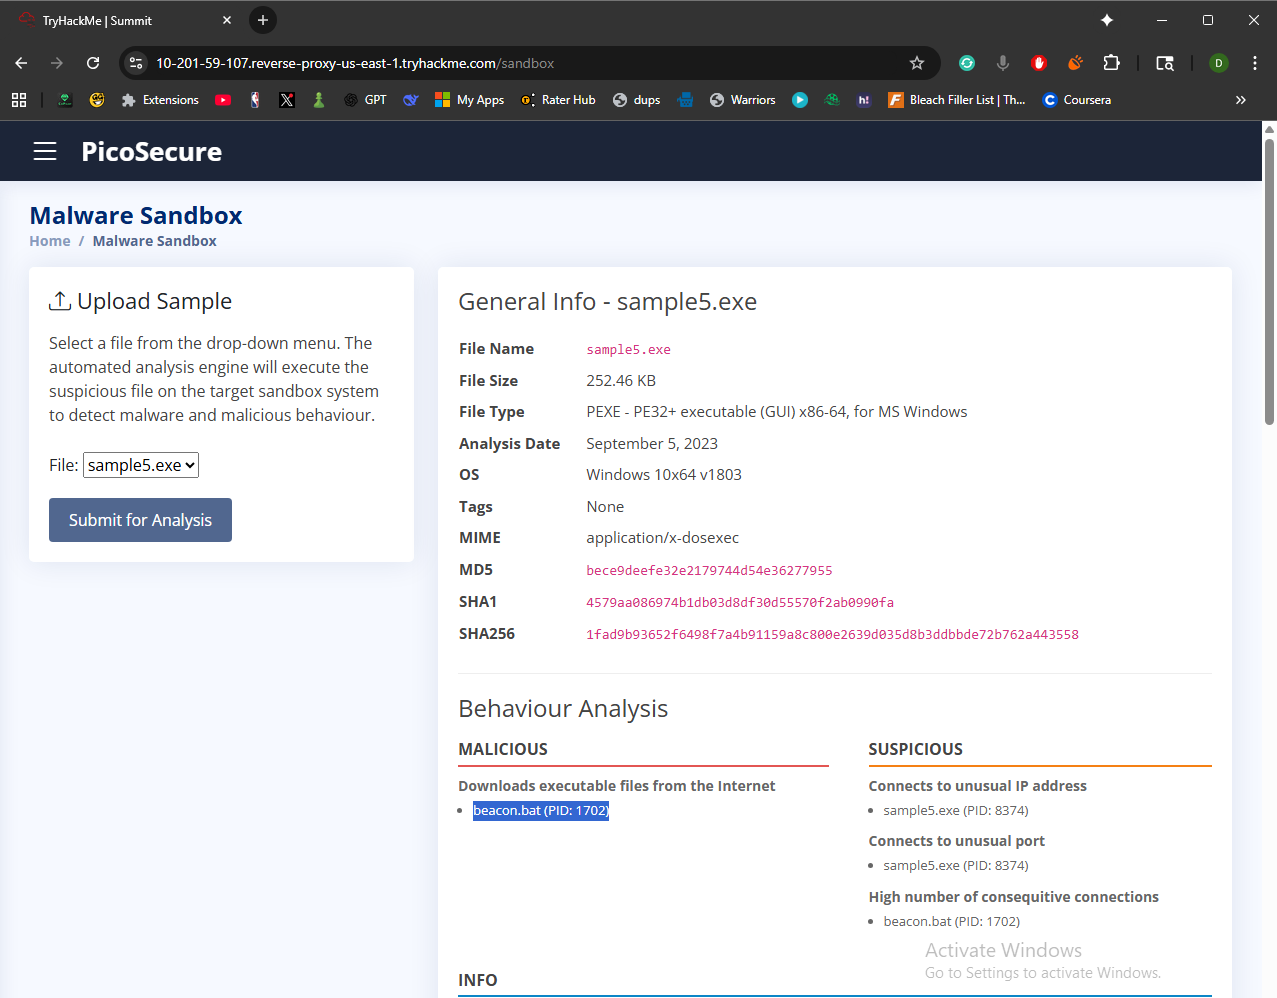 TryHackMe | Summit
10-201-59-107.reverse-proxy-us-east-1.tryhackme.com/sandbox
D
Extensions
GPT
My Apps
Rater Hub
dups
Warriors
h!
Bleach Filler List | Th...
Coursera
PicoSecure
Malware Sandbox
Home / Malware Sandbox
Upload Sample
Select a file from the drop-down menu. The
automated analysis engine will execute the
suspicious file on the target sandbox system
to detect malware and malicious behaviour.
File: sample5.exe
Submit for Analysis
General Info - sample5.exe
File Name sample5.exe
File Size 252.46 KB
File Type PEXE - PE32+ executable (GUI) x86-64, for MS Windows
Analysis Date September 5, 2023
OS Windows 10x64 v1803
Tags None
MIME application/x-dosexec
MD5 bece9deefe32e2179744d54e36277955
SHA1 4579aa086974b1db03d8df30d55570f2ab0990fa
SHA256 1fad9b93652f6498f7a4b91159a8c800e2639d035d8b3ddbbde72b762a443558
Behaviour Analysis
MALICIOUS
Downloads executable files from the Internet
beacon.bat (PID: 1702)
SUSPICIOUS
Connects to unusual IP address
sample5.exe (PID: 8374)
Connects to unusual port
sample5.exe (PID: 8374)
High number of consequitive connections
beacon.bat (PID: 1702)
Activate Windows
Go to Settings to activate Windows.
INFO